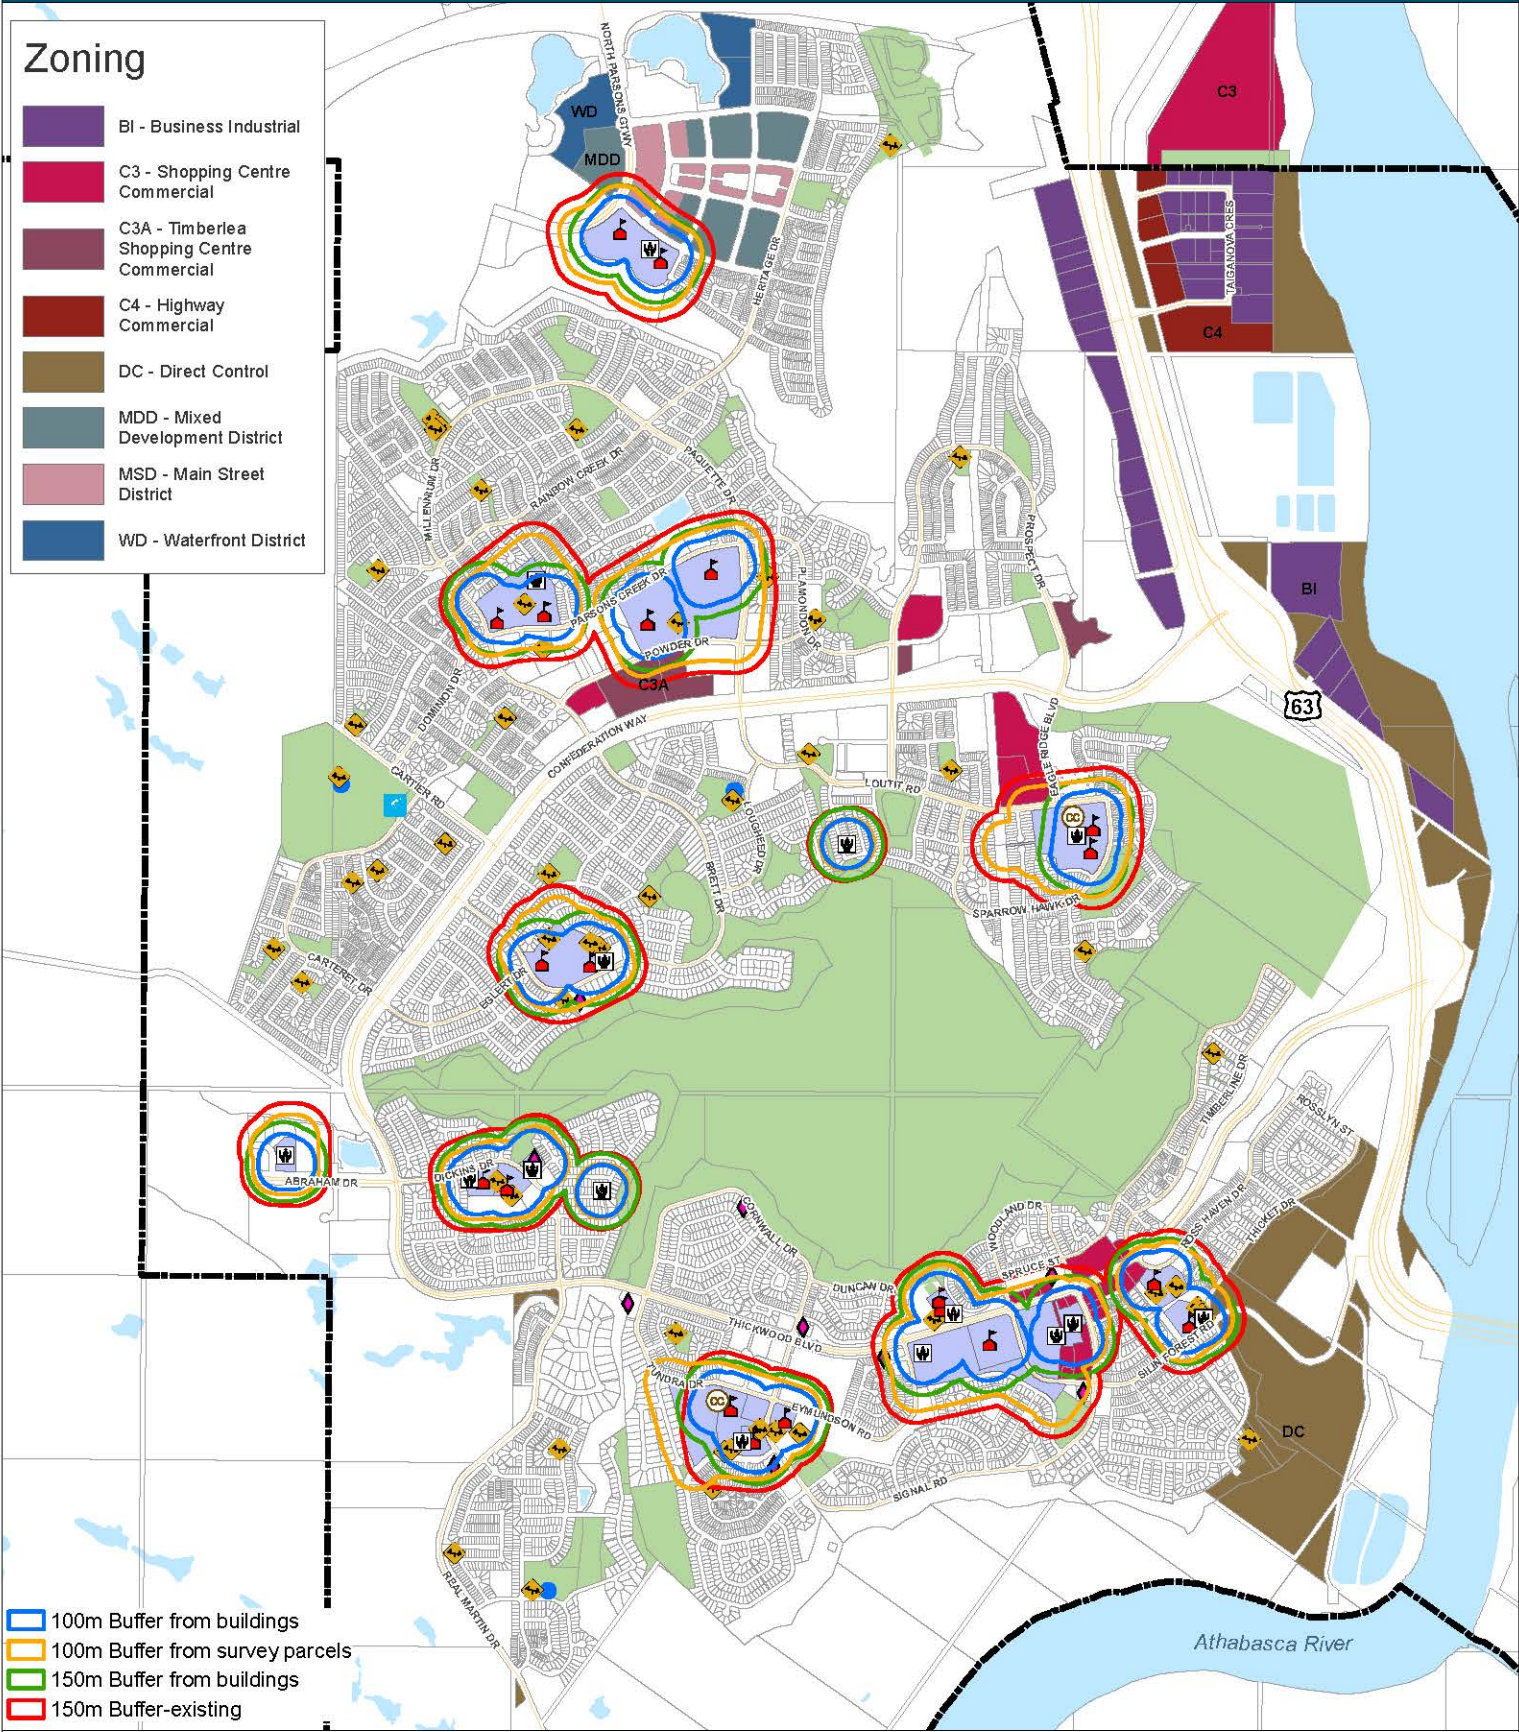 Zoning
BI - Business Industrial
C3 - Shopping Centre
Commercial
C3A - Timberlea
Shopping Centre
Commercial
C4 - Highway
Commercial
DC - Direct Control
MDD - Mixed
Development District
MSD - Main Street
District
WD - Waterfront District
NORTH PARSONS GTWY
WD
MDD
C3
TAIGANOVA CRES
C4
HERITAGE DR
MILLENNIUM DR
RAINBOW CREEK DR
PAQUETTE DR
PROSPECT DR
PARSONS CREEK DR
PLAMONDON DR
POWDER DR
BI
C3A
DOMINION DR
63
CONFEDERATION WAY
EAGLE RIDGE BLVD
CARTIER RD
LOUTIT RD
LOUGHEED DR
CC
BRETT DR
SPARROW HAWK DR
CARTERET DR
EGLERT DR
TIMBERLINE DR
ROSSLYN ST
DICKINS DR
ABRAHAM DR
CORNWALL DR
WOODLAND DR
ROSS HAVEN DR
THICKET DR
SPRUCE ST
DUNCAN DR
THICKWOOD BLVD
SILIN FOREST RD
TUNDRA DR
CC
EYMUNDSON RD
DC
SIGNAL RD
REAL MARTIN DR
100m Buffer from buildings
100m Buffer from survey parcels
150m Buffer from buildings
150m Buffer-existing
Athabasca River